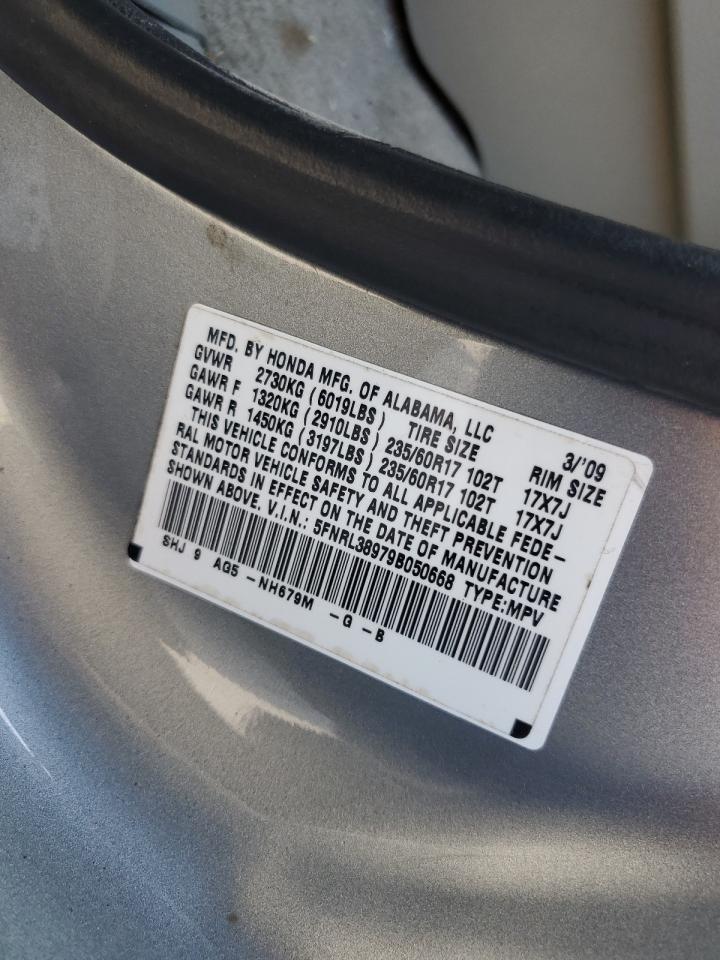 MFD. BY HONDA MFG. OF ALABAMA, LLC 3/'09
GVWR 2730KG (6019LBS) TIRE SIZE RIM SIZE
GAWR F 1320KG (2910LBS) 235/60R17 102T 17X7J
GAWR R 1450KG (3197LBS) 235/60R17 102T 17X7J
THIS VEHICLE CONFORMS TO ALL APPLICABLE FEDE-
RAL MOTOR VEHICLE SAFETY AND THEFT PREVENTION
STANDARDS IN EFFECT ON THE DATE OF MANUFACTURE
SHOWN ABOVE. V.I.N.: 5FNRL38979B050668 TYPE:MPV
SHJ 9 AG5 -NH679M -G -B